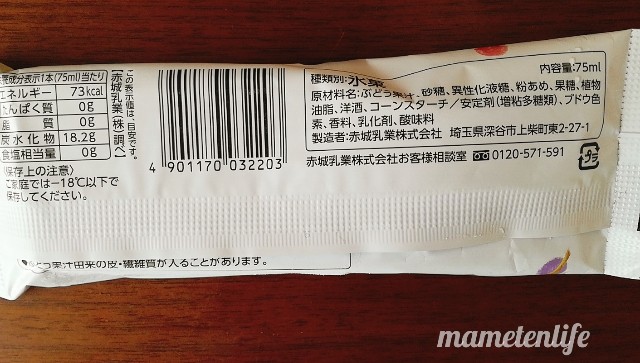 栄養成分表示1本(75ml)当たり
エネルギー 73kcal
たんぱく質 0g
脂質 0g
炭水化物 18.2g
食塩相当量 0g
この表示値は、目安です。
赤城乳業(株)調べ
〈保存上の注意〉
ご家庭では-18℃以下で
保存してください。
4 901170 032203
種類別:氷菓
内容量:75ml
原材料名:ぶどう果汁、砂糖、異性化液糖、粉あめ、果糖、植物
油脂、洋酒、コーンスターチ/安定剤(増粘多糖類)、ブドウ色
素、香料、乳化剤、酸味料
製造者:赤城乳業株式会社 埼玉県深谷市上柴町東2-27-1
赤城乳業株式会社お客様相談室 0120-571-591
プラ
●ぶどう果汁由来の皮・繊維質が入ることがあります。
mametenlife